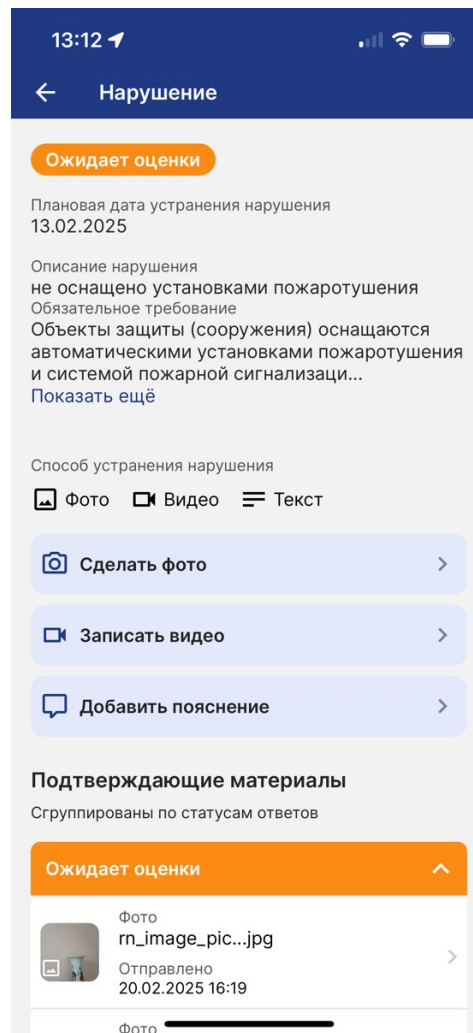 13:12
Нарушение
Ожидает оценки
Плановая дата устранения нарушения
13.02.2025
Описание нарушения
не оснащено установками пожаротушения
Обязательное требование
Объекты защиты (сооружения) оснащаются
автоматическими установками пожаротушения
и системой пожарной сигнализаци...
Показать ещё
Способ устранения нарушения
Фото Видео Текст
Сделать фото
Записать видео
Добавить пояснение
Подтверждающие материалы
Сгруппированы по статусам ответов
Ожидает оценки
Фото
rn_image_pic...jpg
Отправлено
20.02.2025 16:19
Фото